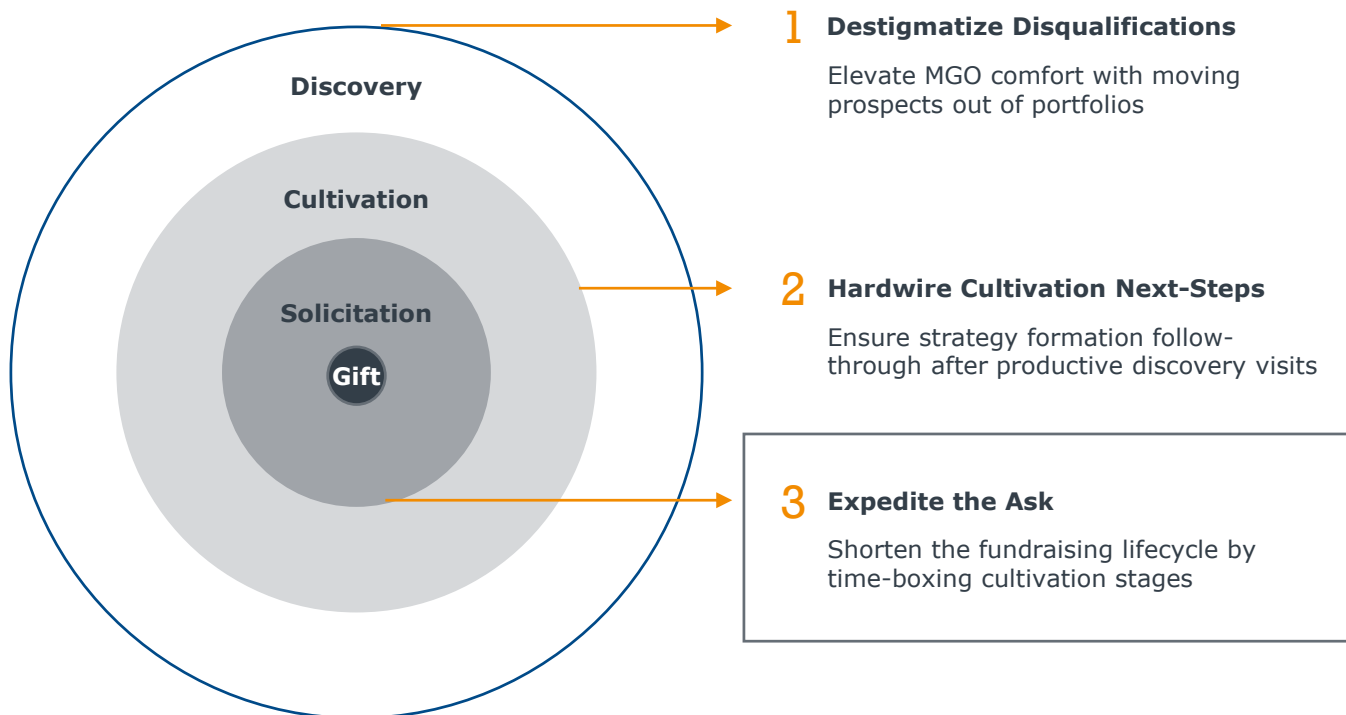 Discovery
Cultivation
Solicitation
Gift
1 Destigmatize Disqualifications
Elevate MGO comfort with moving
prospects out of portfolios
2 Hardwire Cultivation Next-Steps
Ensure strategy formation follow-
through after productive discovery visits
3 Expedite the Ask
Shorten the fundraising lifecycle by
time-boxing cultivation stages